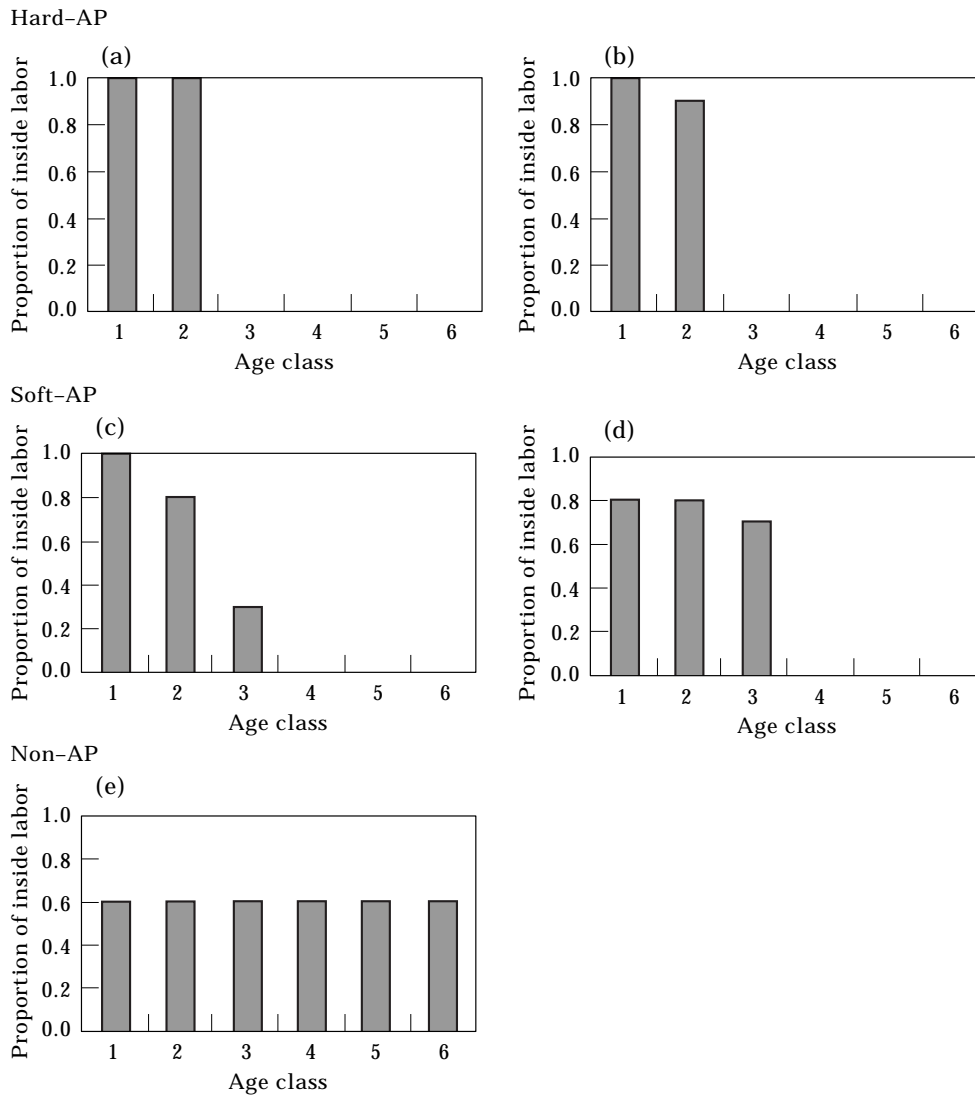 Hard–AP
(a)
Proportion of inside labor
1.0
0.8
0.6
0.4
0.2
0.0
1 2 3 4 5 6
Age class
(b)
Proportion of inside labor
1.0
0.8
0.6
0.4
0.2
0.0
1 2 3 4 5 6
Age class
Soft–AP
(c)
Proportion of inside labor
1.0
0.8
0.6
0.4
0.2
0.0
1 2 3 4 5 6
Age class
(d)
Proportion of inside labor
1.0
0.8
0.6
0.4
0.2
0.0
1 2 3 4 5 6
Age class
Non–AP
(e)
Proportion of inside labor
1.0
0.8
0.6
0.4
0.2
0.0
1 2 3 4 5 6
Age class